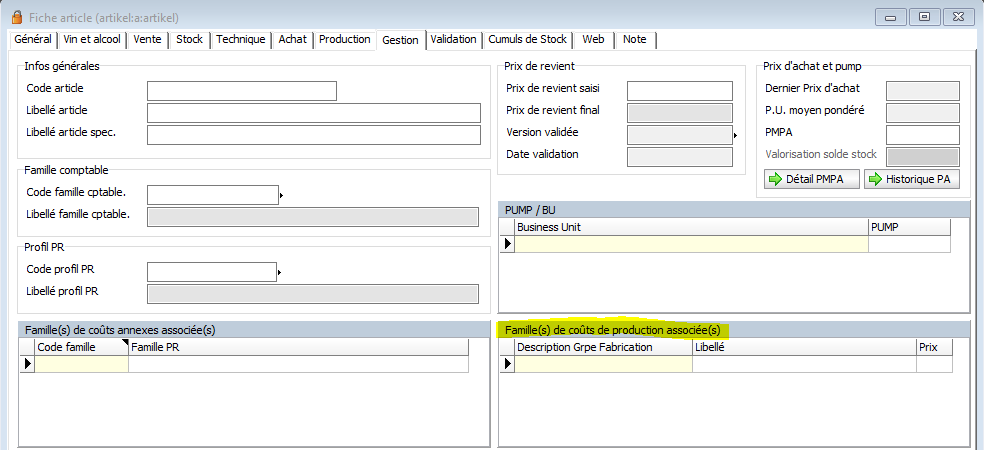 Fiche article (artikel:a:artikel)
Général Vin et alcool Vente Stock Technique Achat Production Gestion Validation Cumuls de Stock Web Note
Infos générales
Code article
Libellé article
Libellé article spec.
Famille comptable
Code famille cptable.
Libellé famille cptable.
Profil PR
Code profil PR
Libellé profil PR
Prix de revient
Prix de revient saisi
Prix de revient final
Version validée
Date validation
Prix d'achat et pump
Dernier Prix d'achat
P.U. moyen pondéré
PMPA
Valorisation solde stock
Détail PMPA Historique PA
PUMP / BU
Business Unit PUMP
Famille(s) de coûts annexes associée(s)
Code famille Famille PR
Famille(s) de coûts de production associée(s)
Description Grpe Fabrication Libellé Prix